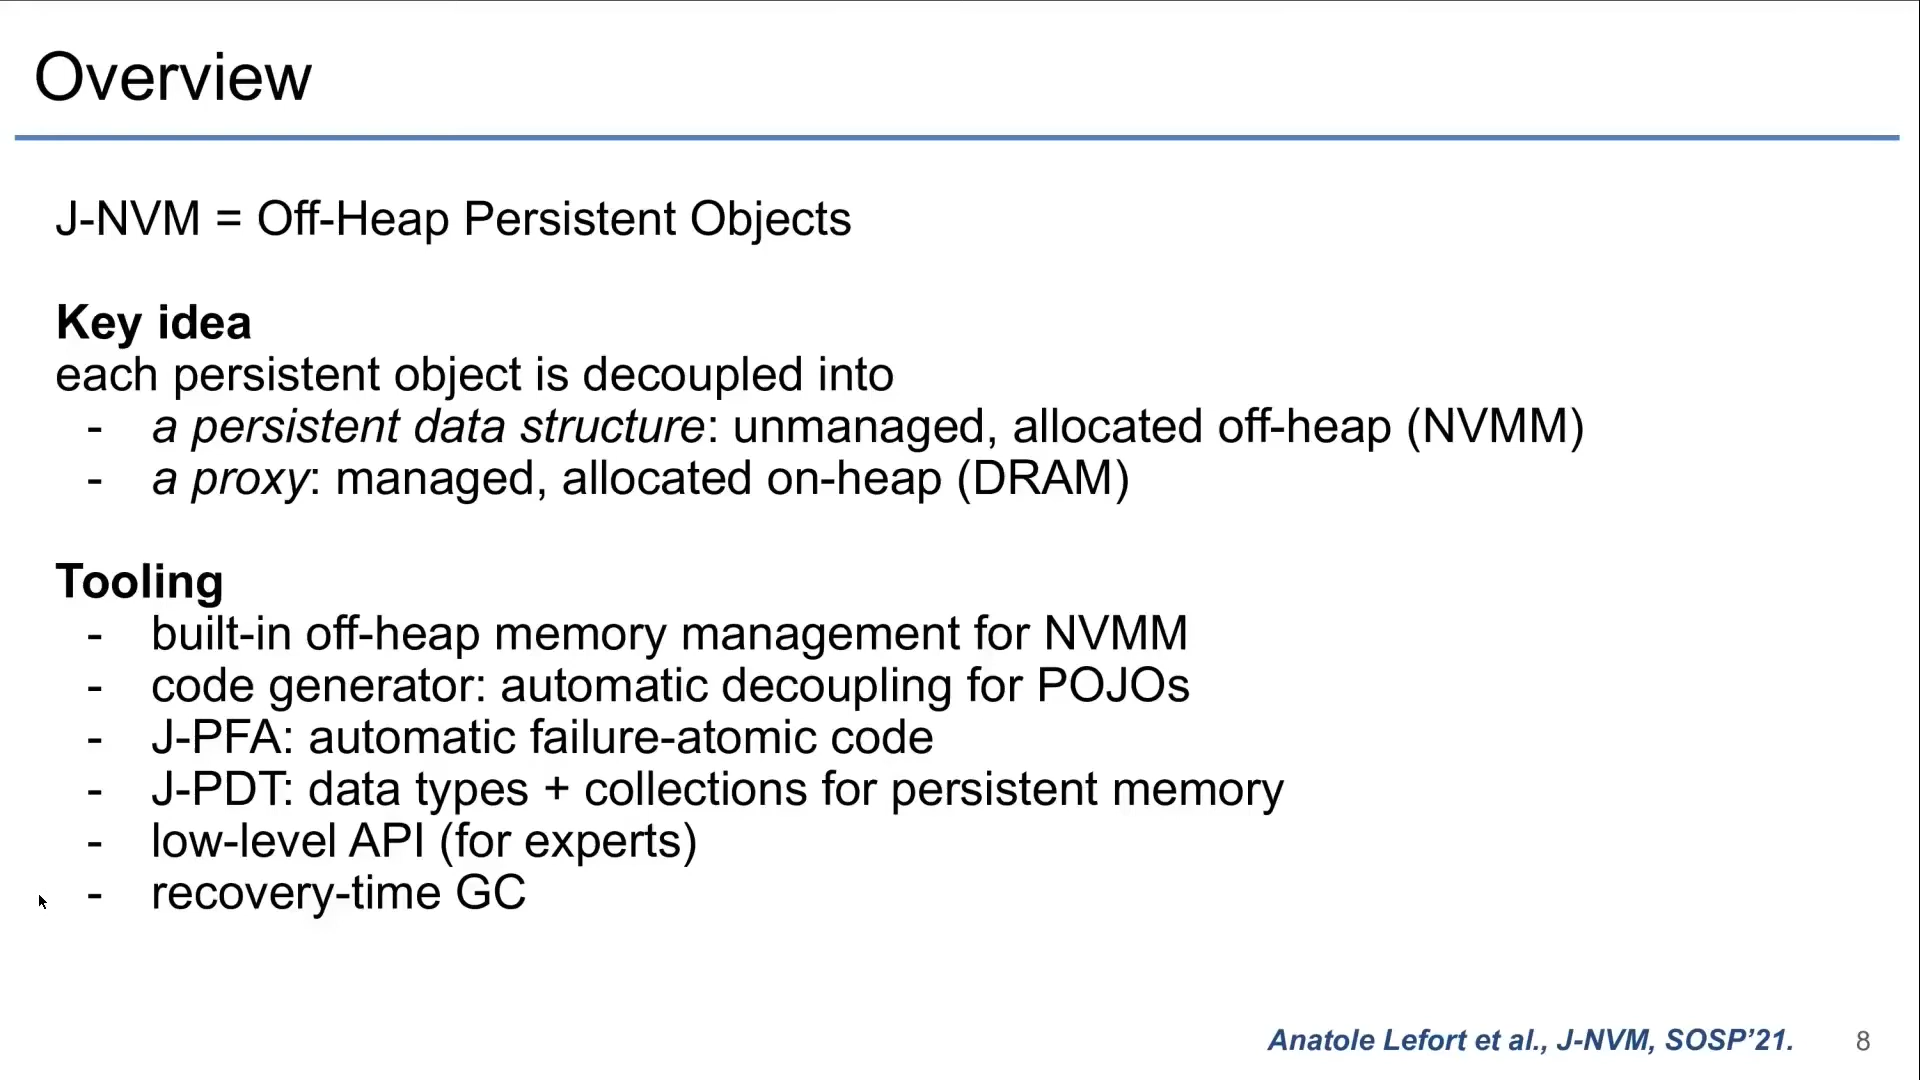 Overview
J-NVM = Off-Heap Persistent Objects
Key idea
each persistent object is decoupled into
- a persistent data structure: unmanaged, allocated off-heap (NVMM)
- a proxy: managed, allocated on-heap (DRAM)
Tooling
- built-in off-heap memory management for NVMM
- code generator: automatic decoupling for POJOs
- J-PFA: automatic failure-atomic code
- J-PDT: data types + collections for persistent memory
- low-level API (for experts)
- recovery-time GC
Anatole Lefort et al., J-NVM, SOSP’21. 8